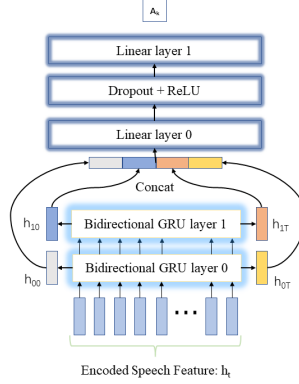 Aₖ
Linear layer 1
Dropout + ReLU
Linear layer 0
Concat
h₁₀
Bidirectional GRU layer 1
h₁T
h₀₀
Bidirectional GRU layer 0
h₀T
...
Encoded Speech Feature: hₜ